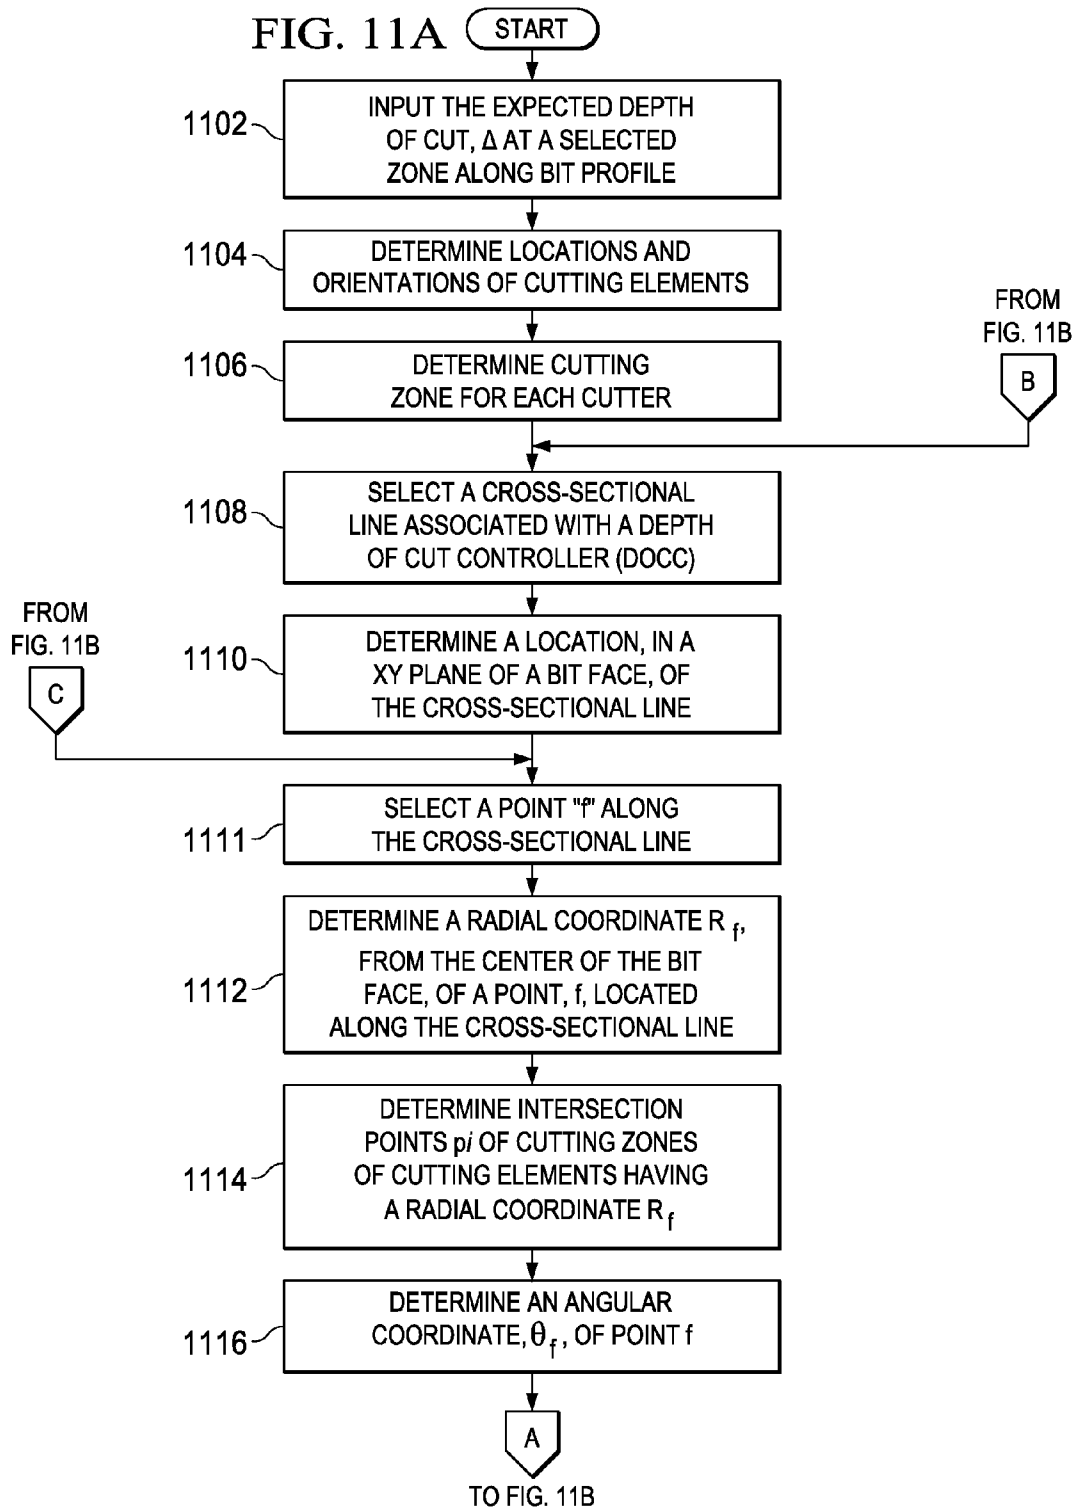 FIG. 11A
START
1102
INPUT THE EXPECTED DEPTH
OF CUT, Δ AT A SELECTED
ZONE ALONG BIT PROFILE
1104
DETERMINE LOCATIONS AND
ORIENTATIONS OF CUTTING ELEMENTS
1106
DETERMINE CUTTING
ZONE FOR EACH CUTTER
FROM
FIG. 11B
B
1108
SELECT A CROSS-SECTIONAL
LINE ASSOCIATED WITH A DEPTH
OF CUT CONTROLLER (DOCC)
FROM
FIG. 11B
C
1110
DETERMINE A LOCATION, IN A
XY PLANE OF A BIT FACE, OF
THE CROSS-SECTIONAL LINE
1111
SELECT A POINT "f" ALONG
THE CROSS-SECTIONAL LINE
1112
DETERMINE A RADIAL COORDINATE R f,
FROM THE CENTER OF THE BIT
FACE, OF A POINT, f, LOCATED
ALONG THE CROSS-SECTIONAL LINE
1114
DETERMINE INTERSECTION
POINTS pi OF CUTTING ZONES
OF CUTTING ELEMENTS HAVING
A RADIAL COORDINATE R f
1116
DETERMINE AN ANGULAR
COORDINATE, θ f, OF POINT f
A
TO FIG. 11B